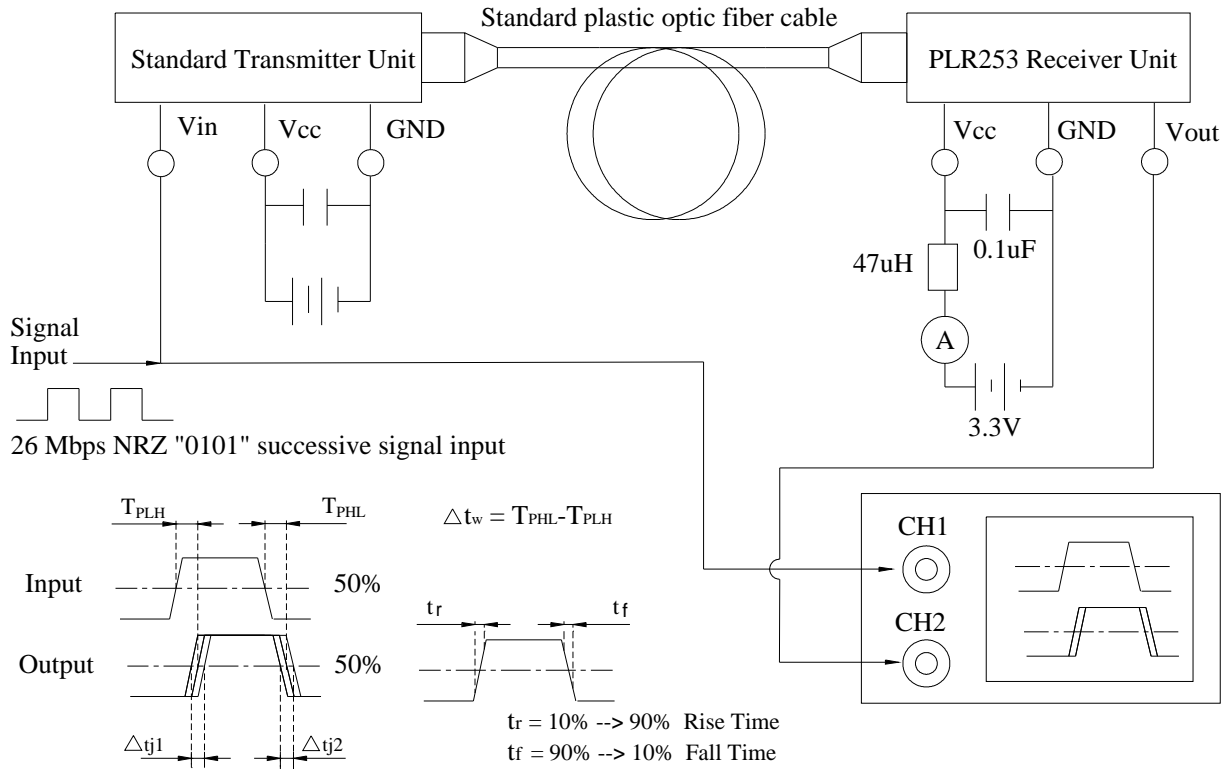 Standard plastic optic fiber cable
Standard Transmitter Unit
PLR253 Receiver Unit
Vin
Vcc
GND
Vcc
GND
Vout
47uH
0.1uF
A
3.3V
Signal
Input
26 Mbps NRZ "0101" successive signal input
TPLH
TPHL
△tw = TPHL-TPLH
Input
50%
Output
50%
△tj1
△tj2
tr
tf
tr = 10% --> 90% Rise Time
tf = 90% --> 10% Fall Time
CH1
CH2